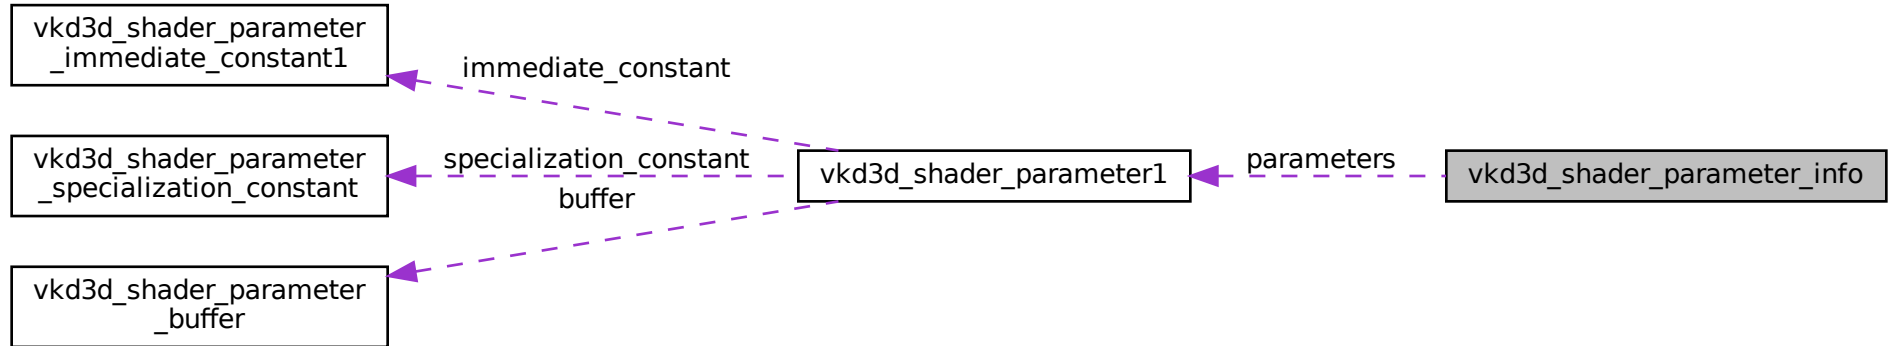 vkd3d_shader_parameter
_immediate_constant1
immediate_constant
vkd3d_shader_parameter
_specialization_constant
specialization_constant
buffer
vkd3d_shader_parameter1
parameters
vkd3d_shader_parameter_info
vkd3d_shader_parameter
_buffer